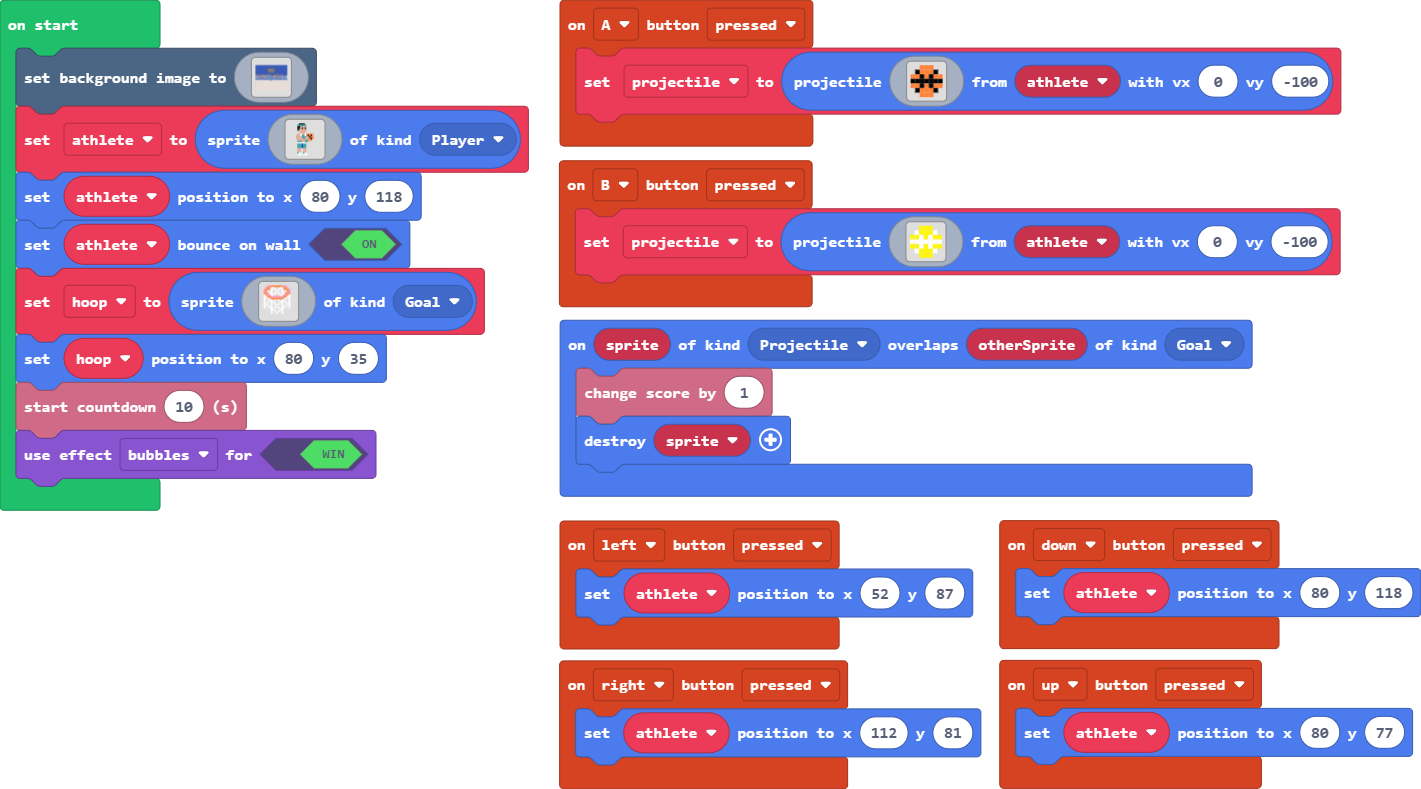 on start
set background image to
set athlete to sprite of kind Player
set athlete position to x 80 y 118
set athlete bounce on wall ON
set hoop to sprite of kind Goal
set hoop position to x 80 y 35
start countdown 10 (s)
use effect bubbles for WIN
on A button pressed
set projectile to projectile from athlete with vx 0 vy -100
on B button pressed
set projectile to projectile from athlete with vx 0 vy -100
on sprite of kind Projectile overlaps otherSprite of kind Goal
change score by 1
destroy sprite
on left button pressed
set athlete position to x 52 y 87
on down button pressed
set athlete position to x 80 y 118
on right button pressed
set athlete position to x 112 y 81
on up button pressed
set athlete position to x 80 y 77